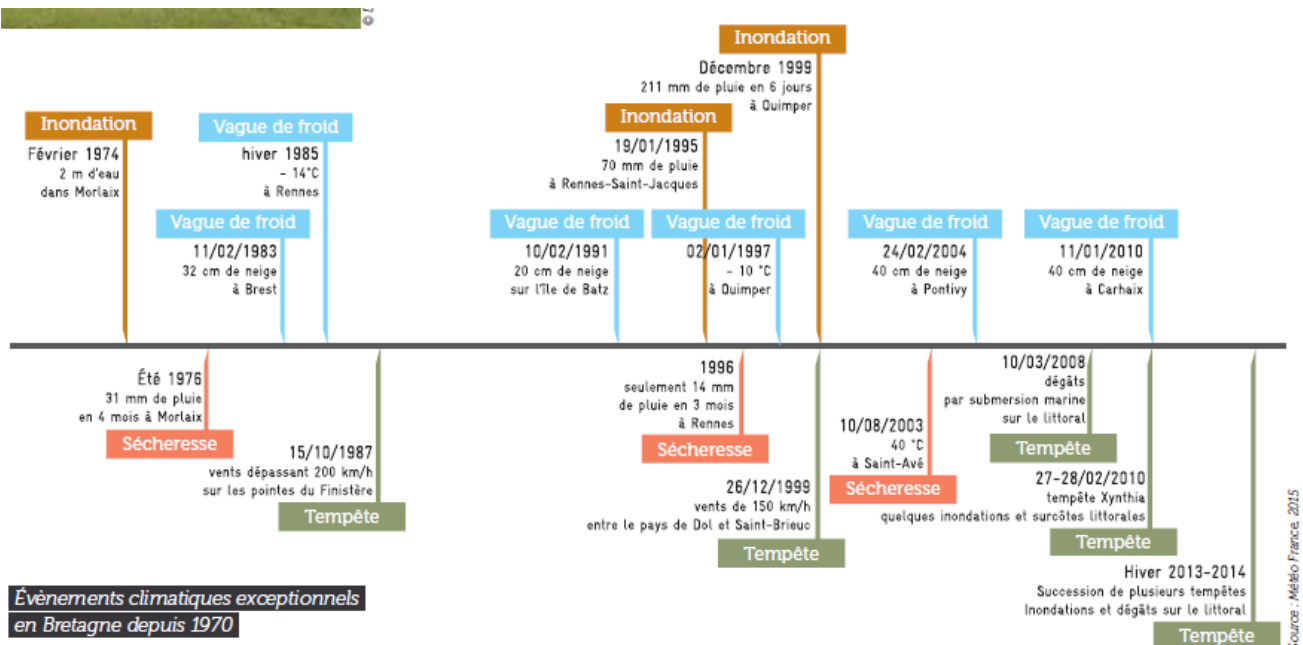 Inondation
Février 1974
2 m d'eau
dans Morlaix
Vague de froid
11/02/1983
32 cm de neige
à Brest
Vague de froid
hiver 1985
- 14°C
à Rennes
Vague de froid
10/02/1991
20 cm de neige
sur l'île de Batz
Inondation
19/01/1995
70 mm de pluie
à Rennes-Saint-Jacques
Vague de froid
02/01/1997
- 10 °C
à Quimper
Inondation
Décembre 1999
211 mm de pluie en 6 jours
à Quimper
Vague de froid
24/02/2004
40 cm de neige
à Pontivy
Vague de froid
11/01/2010
40 cm de neige
à Carhaix
Été 1976
31 mm de pluie
en 4 mois à Morlaix
Sécheresse
15/10/1987
vents dépassant 200 km/h
sur les pointes du Finistère
Tempête
1996
seulement 14 mm
de pluie en 3 mois
à Rennes
Sécheresse
26/12/1999
vents de 150 km/h
entre le pays de Dol et Saint-Brieuc
Tempête
10/08/2003
40 °C
à Saint-Avé
Sécheresse
10/03/2008
dégâts
par submersion marine
sur le littoral
Tempête
27-28/02/2010
tempête Xynthia
quelques inondations et surcôtes littorales
Tempête
Hiver 2013-2014
Succession de plusieurs tempêtes
Inondations et dégâts sur le littoral
Tempête
Évènements climatiques exceptionnels
en Bretagne depuis 1970
Source : Météo France, 2015